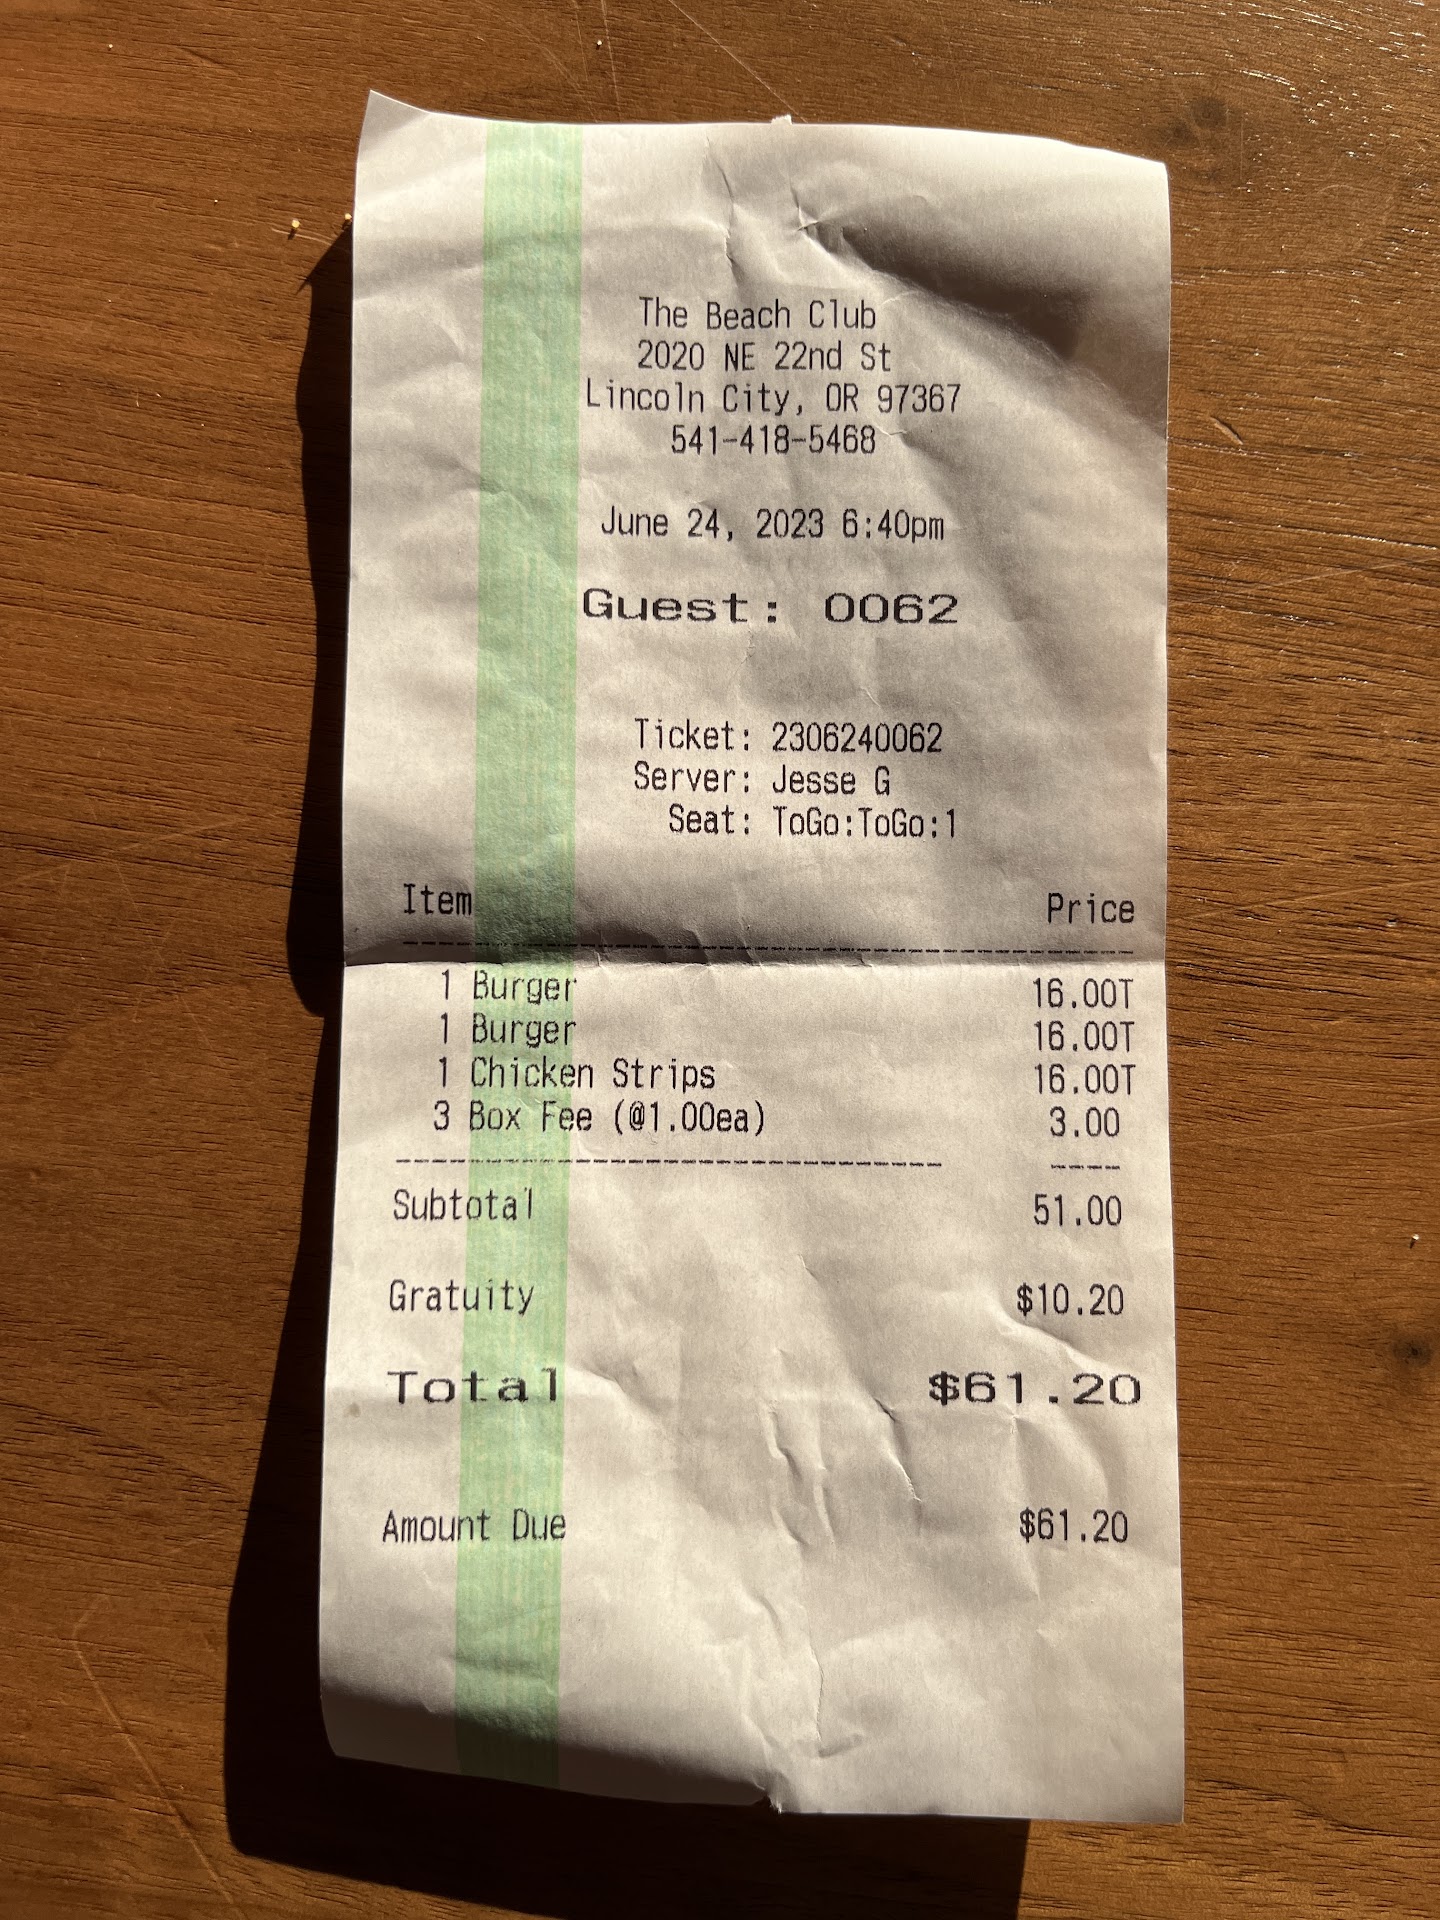 The Beach Club
2020 NE 22nd St
Lincoln City, OR 97367
541-418-5468
June 24, 2023 6:40pm
Guest: 0062
Ticket: 2306240062
Server: Jesse G
Seat: ToGo:ToGo:1
Item Price
1 Burger 16.00T
1 Burger 16.00T
1 Chicken Strips 16.00T
3 Box Fee (@1.00ea) 3.00
Subtotal 51.00
Gratuity $10.20
Total $61.20
Amount Due $61.20